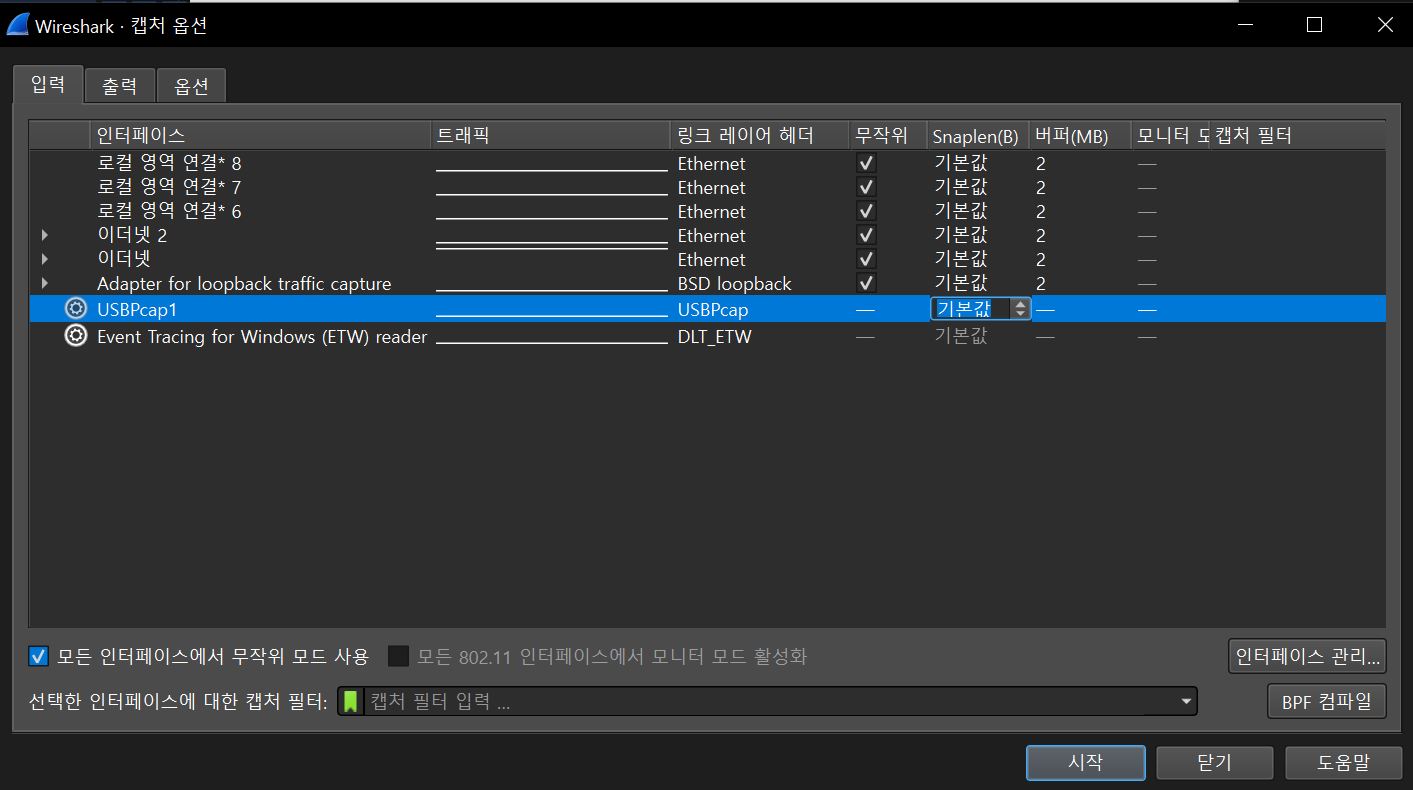 Wireshark · 캡처 옵션
입력 출력 옵션
인터페이스 트래픽 링크 레이어 헤더 무작위 Snaplen(B) 버퍼(MB) 모니터 모 캡처 필터
로컬 영역 연결* 8 Ethernet 기본값 2 —
로컬 영역 연결* 7 Ethernet 기본값 2 —
로컬 영역 연결* 6 Ethernet 기본값 2 —
이더넷 2 Ethernet 기본값 2 —
이더넷 Ethernet 기본값 2 —
Adapter for loopback traffic capture BSD loopback 기본값 2 —
USBPcap1 USBPcap — 기본값 — —
Event Tracing for Windows (ETW) reader DLT_ETW — 기본값 — —
모든 인터페이스에서 무작위 모드 사용 모든 802.11 인터페이스에서 모니터 모드 활성화 인터페이스 관리...
선택한 인터페이스에 대한 캡처 필터: 캡처 필터 입력 ... BPF 컴파일
시작 닫기 도움말